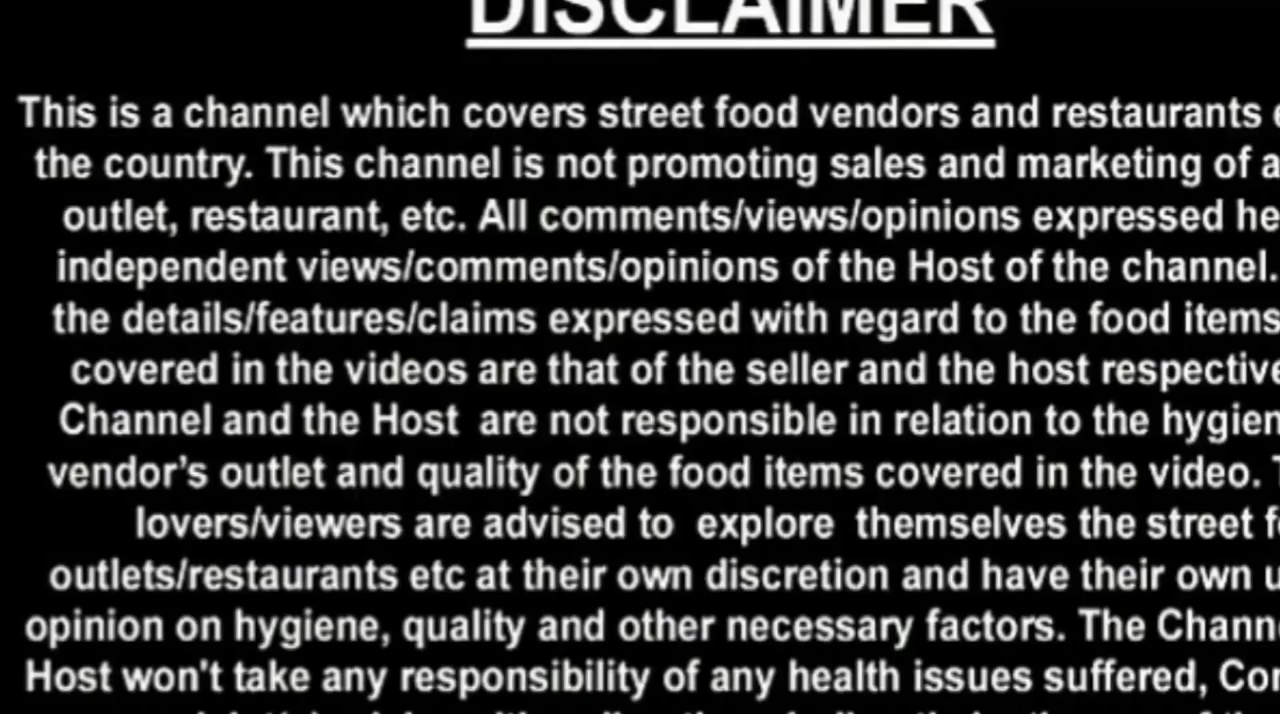 DISCLAIMER
This is a channel which covers street food vendors and restaurants
the country. This channel is not promoting sales and marketing of
outlet, restaurant, etc. All comments/views/opinions expressed
independent views/comments/opinions of the Host of the channel.
the details/features/claims expressed with regard to the food items
covered in the videos are that of the seller and the host
Channel and the Host are not responsible in relation to the
vendor’s outlet and quality of the food items covered in the video.
lovers/viewers are advised to explore themselves the street
outlets/restaurants etc at their own discretion and have their own
opinion on hygiene, quality and other necessary factors. The
Host won't take any responsibility of any health issues suffered,